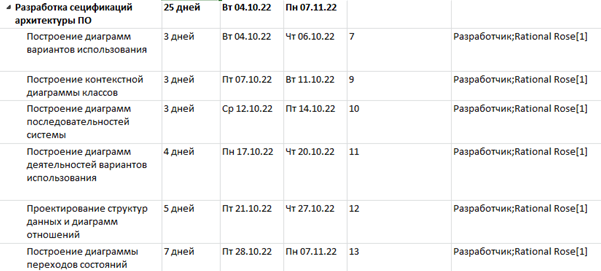 Разработка сецификаций 25 дней Вт 04.10.22 Пн 07.11.22
архитектуры ПО
Построение диаграмм 3 дней Вт 04.10.22 Чт 06.10.22 7 Разработчик;Rational Rose[1]
вариантов использования
Построение контекстной 3 дней Пт 07.10.22 Вт 11.10.22 9 Разработчик;Rational Rose[1]
диаграммы классов
Построение диаграмм 3 дней Ср 12.10.22 Пт 14.10.22 10 Разработчик;Rational Rose[1]
последовательностей
системы
Построение диаграмм 4 дней Пн 17.10.22 Чт 20.10.22 11 Разработчик;Rational Rose[1]
деятельностей вариантов
использования
Проектирование структур 5 дней Пт 21.10.22 Чт 27.10.22 12 Разработчик;Rational Rose[1]
данных и диаграмм
отношений
Построение диаграммы 7 дней Пт 28.10.22 Пн 07.11.22 13 Разработчик;Rational Rose[1]
переходов состояний